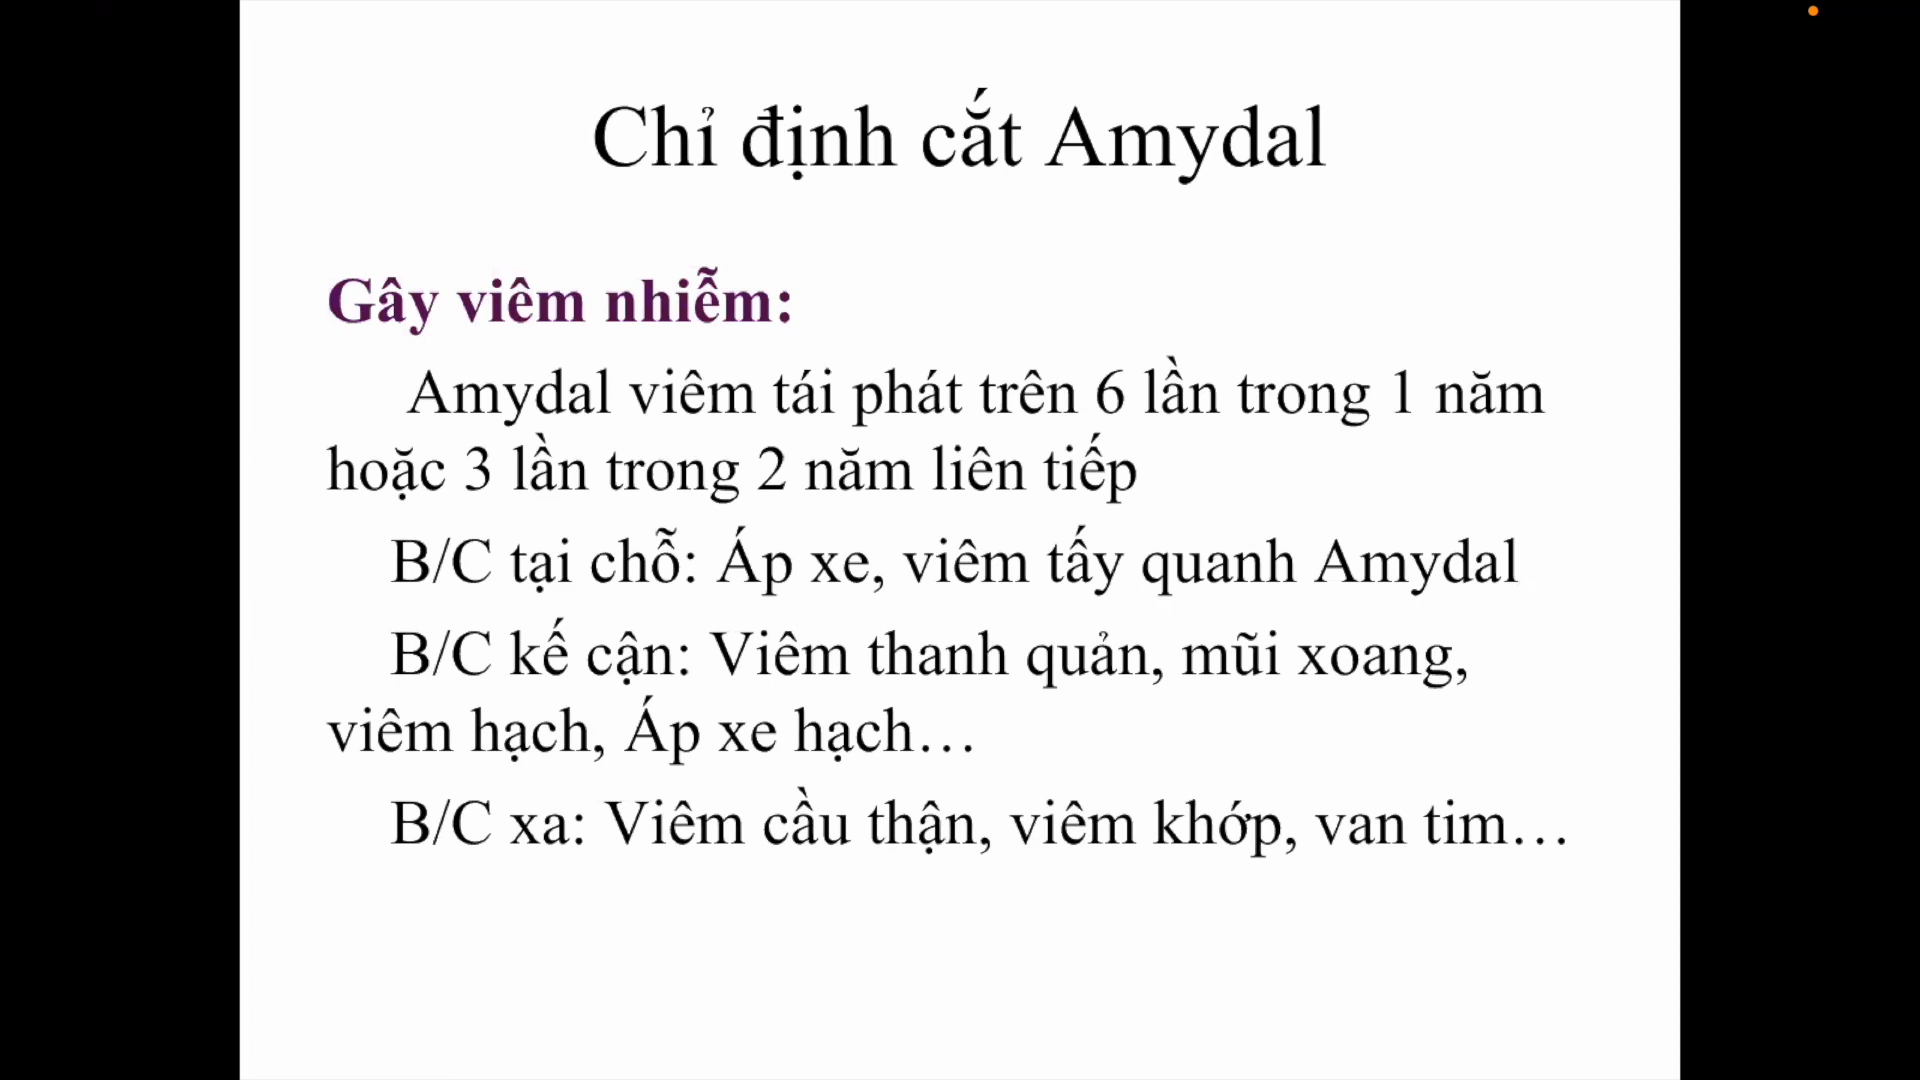 Chỉ định cắt Amydal
Gây viêm nhiễm:
Amydal viêm tái phát trên 6 lần trong 1 năm
hoặc 3 lần trong 2 năm liên tiếp
B/C tại chỗ: Áp xe, viêm tấy quanh Amydal
B/C kế cận: Viêm thanh quản, mũi xoang,
viêm hạch, Áp xe hạch…
B/C xa: Viêm cầu thận, viêm khớp, van tim…